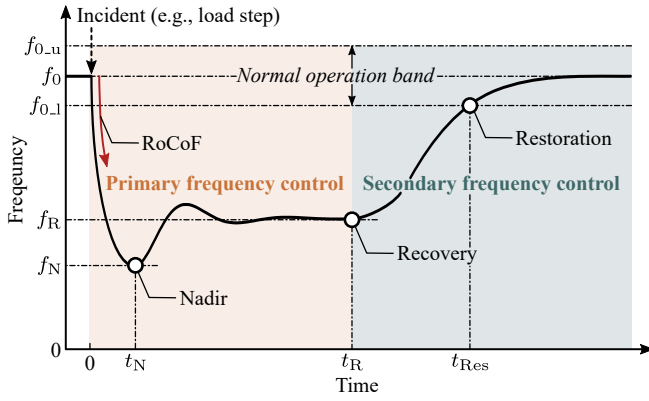 Incident (e.g., load step)
f0_u
f0
Normal operation band
f0_l
RoCoF
Restoration
Primary frequency control
Secondary frequency control
Freqeuncy
fR
Recovery
fN
Nadir
0
0
tN
tR
tRes
Time